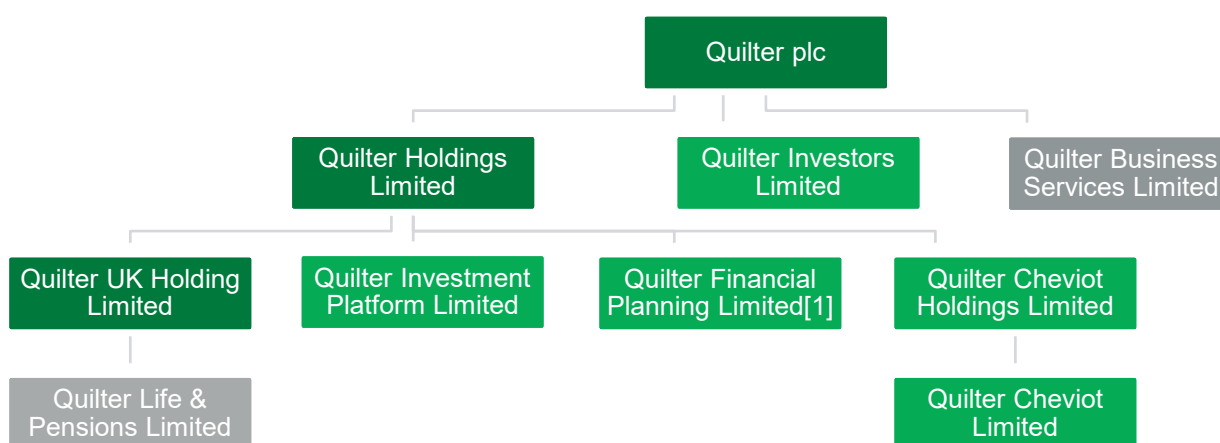 Quilter plc
Quilter Holdings
Limited
Quilter Investors
Limited
Quilter Business
Services Limited
Quilter UK Holding
Limited
Quilter Investment
Platform Limited
Quilter Financial
Planning Limited[1]
Quilter Cheviot
Holdings Limited
Quilter Life &
Pensions Limited
Quilter Cheviot
Limited